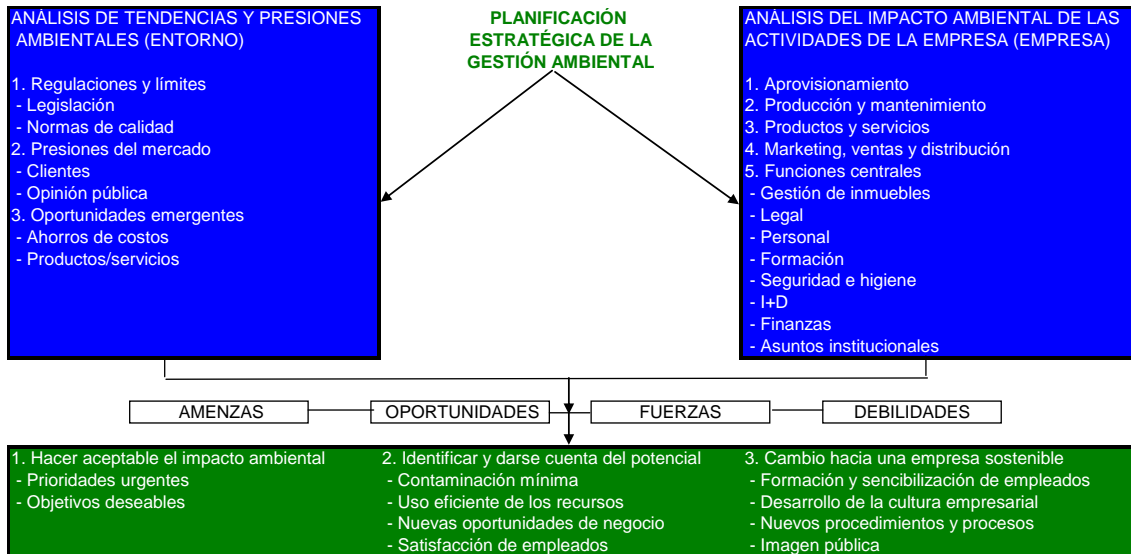 ANÁLISIS DE TENDENCIAS Y PRESIONES
AMBIENTALES (ENTORNO)
1. Regulaciones y límites
- Legislación
- Normas de calidad
2. Presiones del mercado
- Clientes
- Opinión pública
3. Oportunidades emergentes
- Ahorros de costos
- Productos/servicios
PLANIFICACIÓN
ESTRATÉGICA DE LA
GESTIÓN AMBIENTAL
ANÁLISIS DEL IMPACTO AMBIENTAL DE LAS
ACTIVIDADES DE LA EMPRESA (EMPRESA)
1. Aprovisionamiento
2. Producción y mantenimiento
3. Productos y servicios
4. Marketing, ventas y distribución
5. Funciones centrales
- Gestión de inmuebles
- Legal
- Personal
- Formación
- Seguridad e higiene
- I+D
- Finanzas
- Asuntos institucionales
AMENZAS
OPORTUNIDADES
FUERZAS
DEBILIDADES
1. Hacer aceptable el impacto ambiental
- Prioridades urgentes
- Objetivos deseables
2. Identificar y darse cuenta del potencial
- Contaminación mínima
- Uso eficiente de los recursos
- Nuevas oportunidades de negocio
- Satisfacción de empleados
3. Cambio hacia una empresa sostenible
- Formación y sencibilización de empleados
- Desarrollo de la cultura empresarial
- Nuevos procedimientos y procesos
- Imagen pública